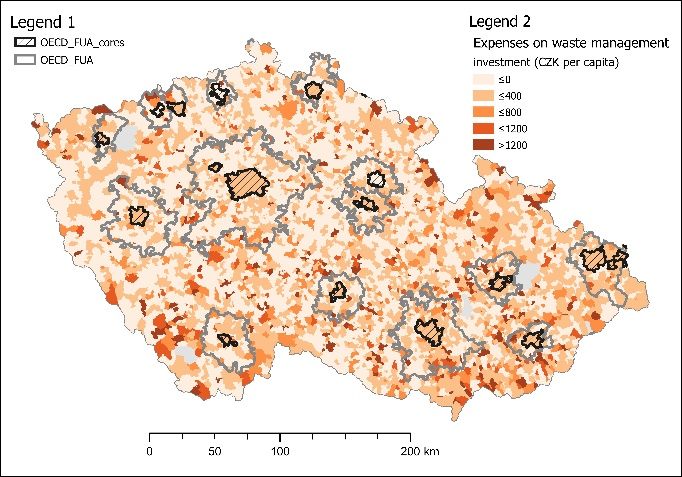 Legend 1
OECD_FUA_cores
OECD_FUA
Legend 2
Expenses on waste management
investment (CZK per capita)
≤0
≤400
≤800
≤1200
>1200
0 50 100 200 km